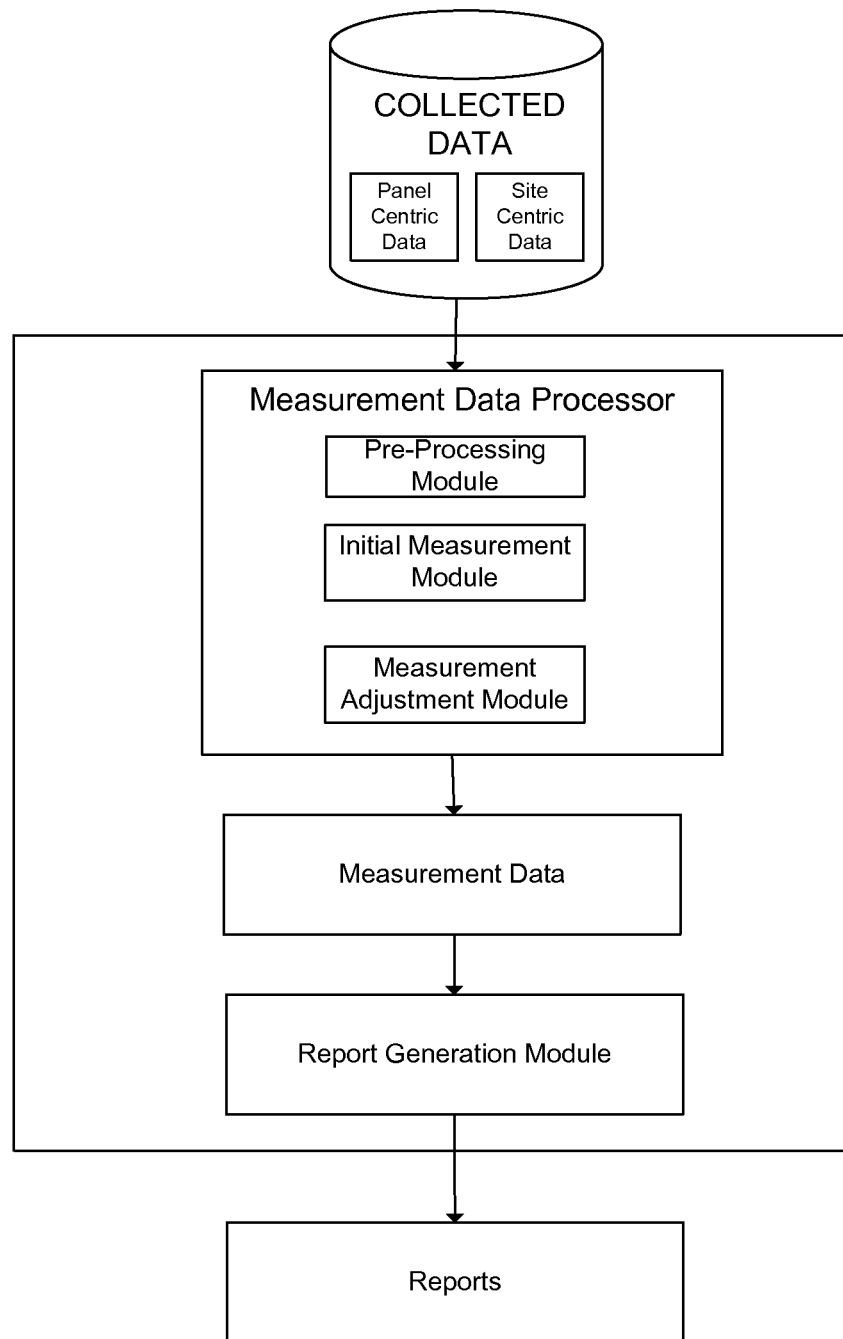 COLLECTED
DATA
Panel
Centric
Data
Site
Centric
Data
Measurement Data Processor
Pre-Processing
Module
Initial Measurement
Module
Measurement
Adjustment Module
Measurement Data
Report Generation Module
Reports